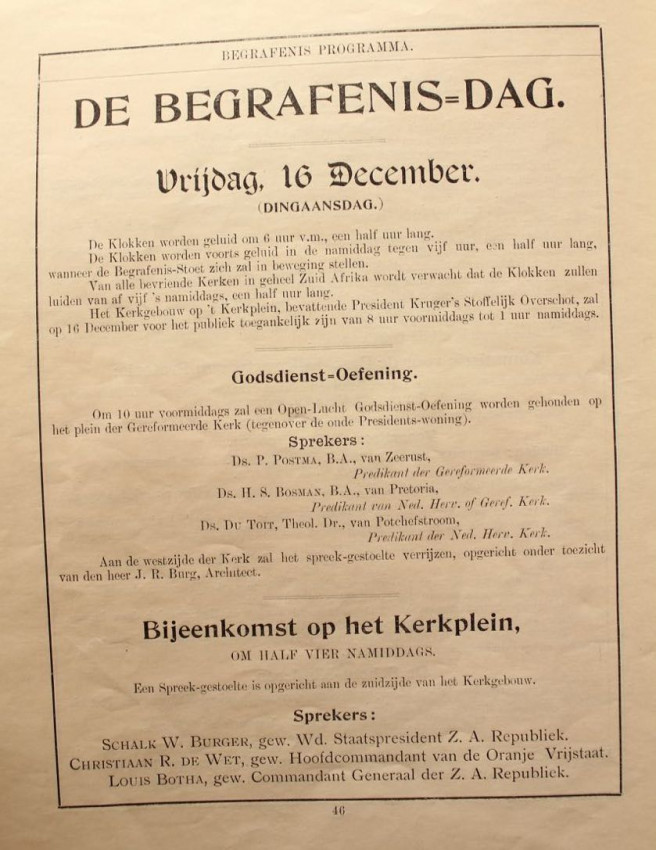 BEGRAFENIS PROGRAMMA.
DE BEGRAFENIS=DAG.
Vrijdag, 16 December.
(DINGAANSDAG.)
De Klokken worden geluid om 6 uur v.m., een half uur lang.
De Klokken worden voorts geluid in de namiddag tegen vijf uur, een half uur lang,
wanneer de Begrafenis-Stoet zich zal in beweging stellen.
Van alle bevriende Kerken in geheel Zuid Afrika wordt verwacht dat de Klokken zullen
luiden van af vijf 's namiddags, een half uur lang.
Het Kerkgebouw op 't Kerkplein, bevattende President Kruger's Stoffelijk Overschot, zal
op 16 December voor het publiek toegankelijk zijn van 8 uur voormiddags tot 1 uur namiddags.
Godsdienst=Oefening.
Om 10 uur voormiddags zal een Open-Lucht Godsdienst-Oefening worden gehouden op
het plein der Gereformeerde Kerk (tegenover de oude Presidents-woning).
Sprekers:
Ds. P. Postma, B.A., van Zeerust,
Predikant der Gereformeerde Kerk.
Ds. H. S. Bosman, B.A., van Pretoria,
Predikant van Ned. Herv. of Geref. Kerk.
Ds. Du Toit, Theol. Dr., van Potchefstroom,
Predikant der Ned. Herv. Kerk.
Aan de westzijde der Kerk zal het spreek-gestoelte verrijzen, opgericht onder toezicht
van den heer J. R. Burg, Architect.
Bijeenkomst op het Kerkplein,
OM HALF VIER NAMIDDAGS.
Een Spreek-gestoelte is opgericht aan de zuidzijde van het Kerkgebouw.
Sprekers:
Schalk W. Burger, gew. Wd. Staatspresident Z. A. Republiek.
Christiaan R. de Wet, gew. Hoofdcommandant van de Oranje Vrijstaat.
Louis Botha, gew. Commandant Generaal der Z. A. Republiek.
46